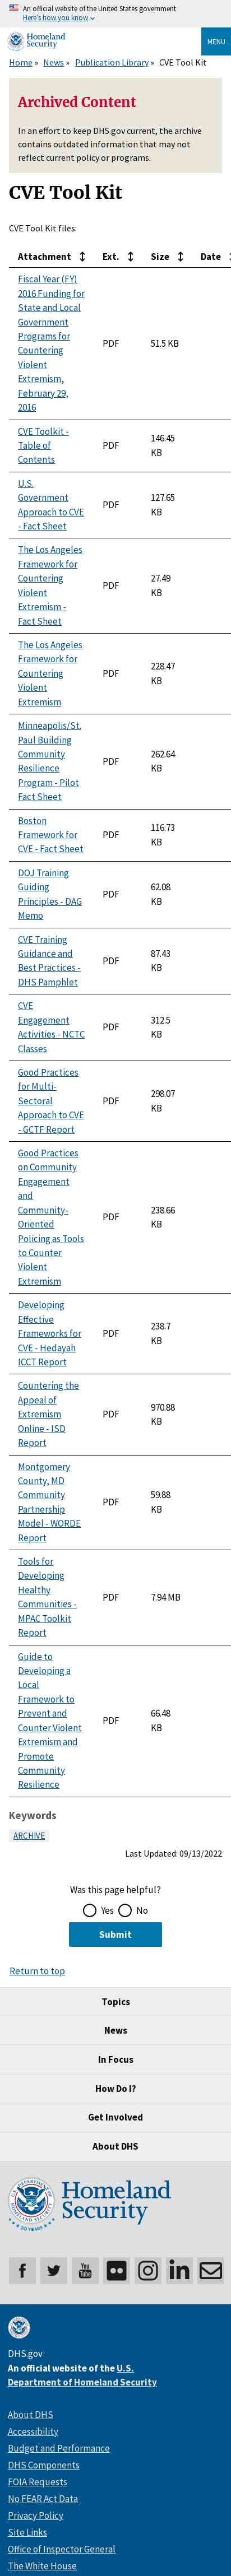 An official website of the United States government
Here's how you know
Homeland
Security
MENU
Home » News » Publication Library » CVE Tool Kit
Archived Content
In an effort to keep DHS.gov current, the archive
contains outdated information that may not
reflect current policy or programs.
CVE Tool Kit
CVE Tool Kit files:
Attachment Ext. Size Date
Fiscal Year (FY)
2016 Funding for
State and Local
Government
Programs for
Countering
Violent
Extremism,
February 29,
2016
PDF
51.5 KB
CVE Toolkit -
Table of
Contents
PDF
146.45
KB
U.S.
Government
Approach to CVE
- Fact Sheet
PDF
127.65
KB
The Los Angeles
Framework for
Countering
Violent
Extremism -
Fact Sheet
PDF
27.49
KB
The Los Angeles
Framework for
Countering
Violent
Extremism
PDF
228.47
KB
Minneapolis/St.
Paul Building
Community
Resilience
Program - Pilot
Fact Sheet
PDF
262.64
KB
Boston
Framework for
CVE - Fact Sheet
PDF
116.73
KB
DOJ Training
Guiding
Principles - DAG
Memo
PDF
62.08
KB
CVE Training
Guidance and
Best Practices -
DHS Pamphlet
PDF
87.43
KB
CVE
Engagement
Activities - NCTC
Classes
PDF
312.5
KB
Good Practices
for Multi-
Sectoral
Approach to CVE
- GCTF Report
PDF
298.07
KB
Good Practices
on Community
Engagement
and
Community-
Oriented
Policing as Tools
to Counter
Violent
Extremism
PDF
238.66
KB
Developing
Effective
Frameworks for
CVE - Hedayah
ICCT Report
PDF
238.7
KB
Countering the
Appeal of
Extremism
Online - ISD
Report
PDF
970.88
KB
Montgomery
County, MD
Community
Partnership
Model - WORDE
Report
PDF
59.88
KB
Tools for
Developing
Healthy
Communities -
MPAC Toolkit
Report
PDF
7.94 MB
Guide to
Developing a
Local
Framework to
Prevent and
Counter Violent
Extremism and
Promote
Community
Resilience
PDF
66.48
KB
Keywords
ARCHIVE
Last Updated: 09/13/2022
Was this page helpful?
Yes No
Submit
Return to top
Topics
News
In Focus
How Do I?
Get Involved
About DHS
Homeland
Security
20 YEARS
You
Tube
DHS.gov
An official website of the U.S.
Department of Homeland Security
About DHS
Accessibility
Budget and Performance
DHS Components
FOIA Requests
No FEAR Act Data
Privacy Policy
Site Links
Office of Inspector General
The White House